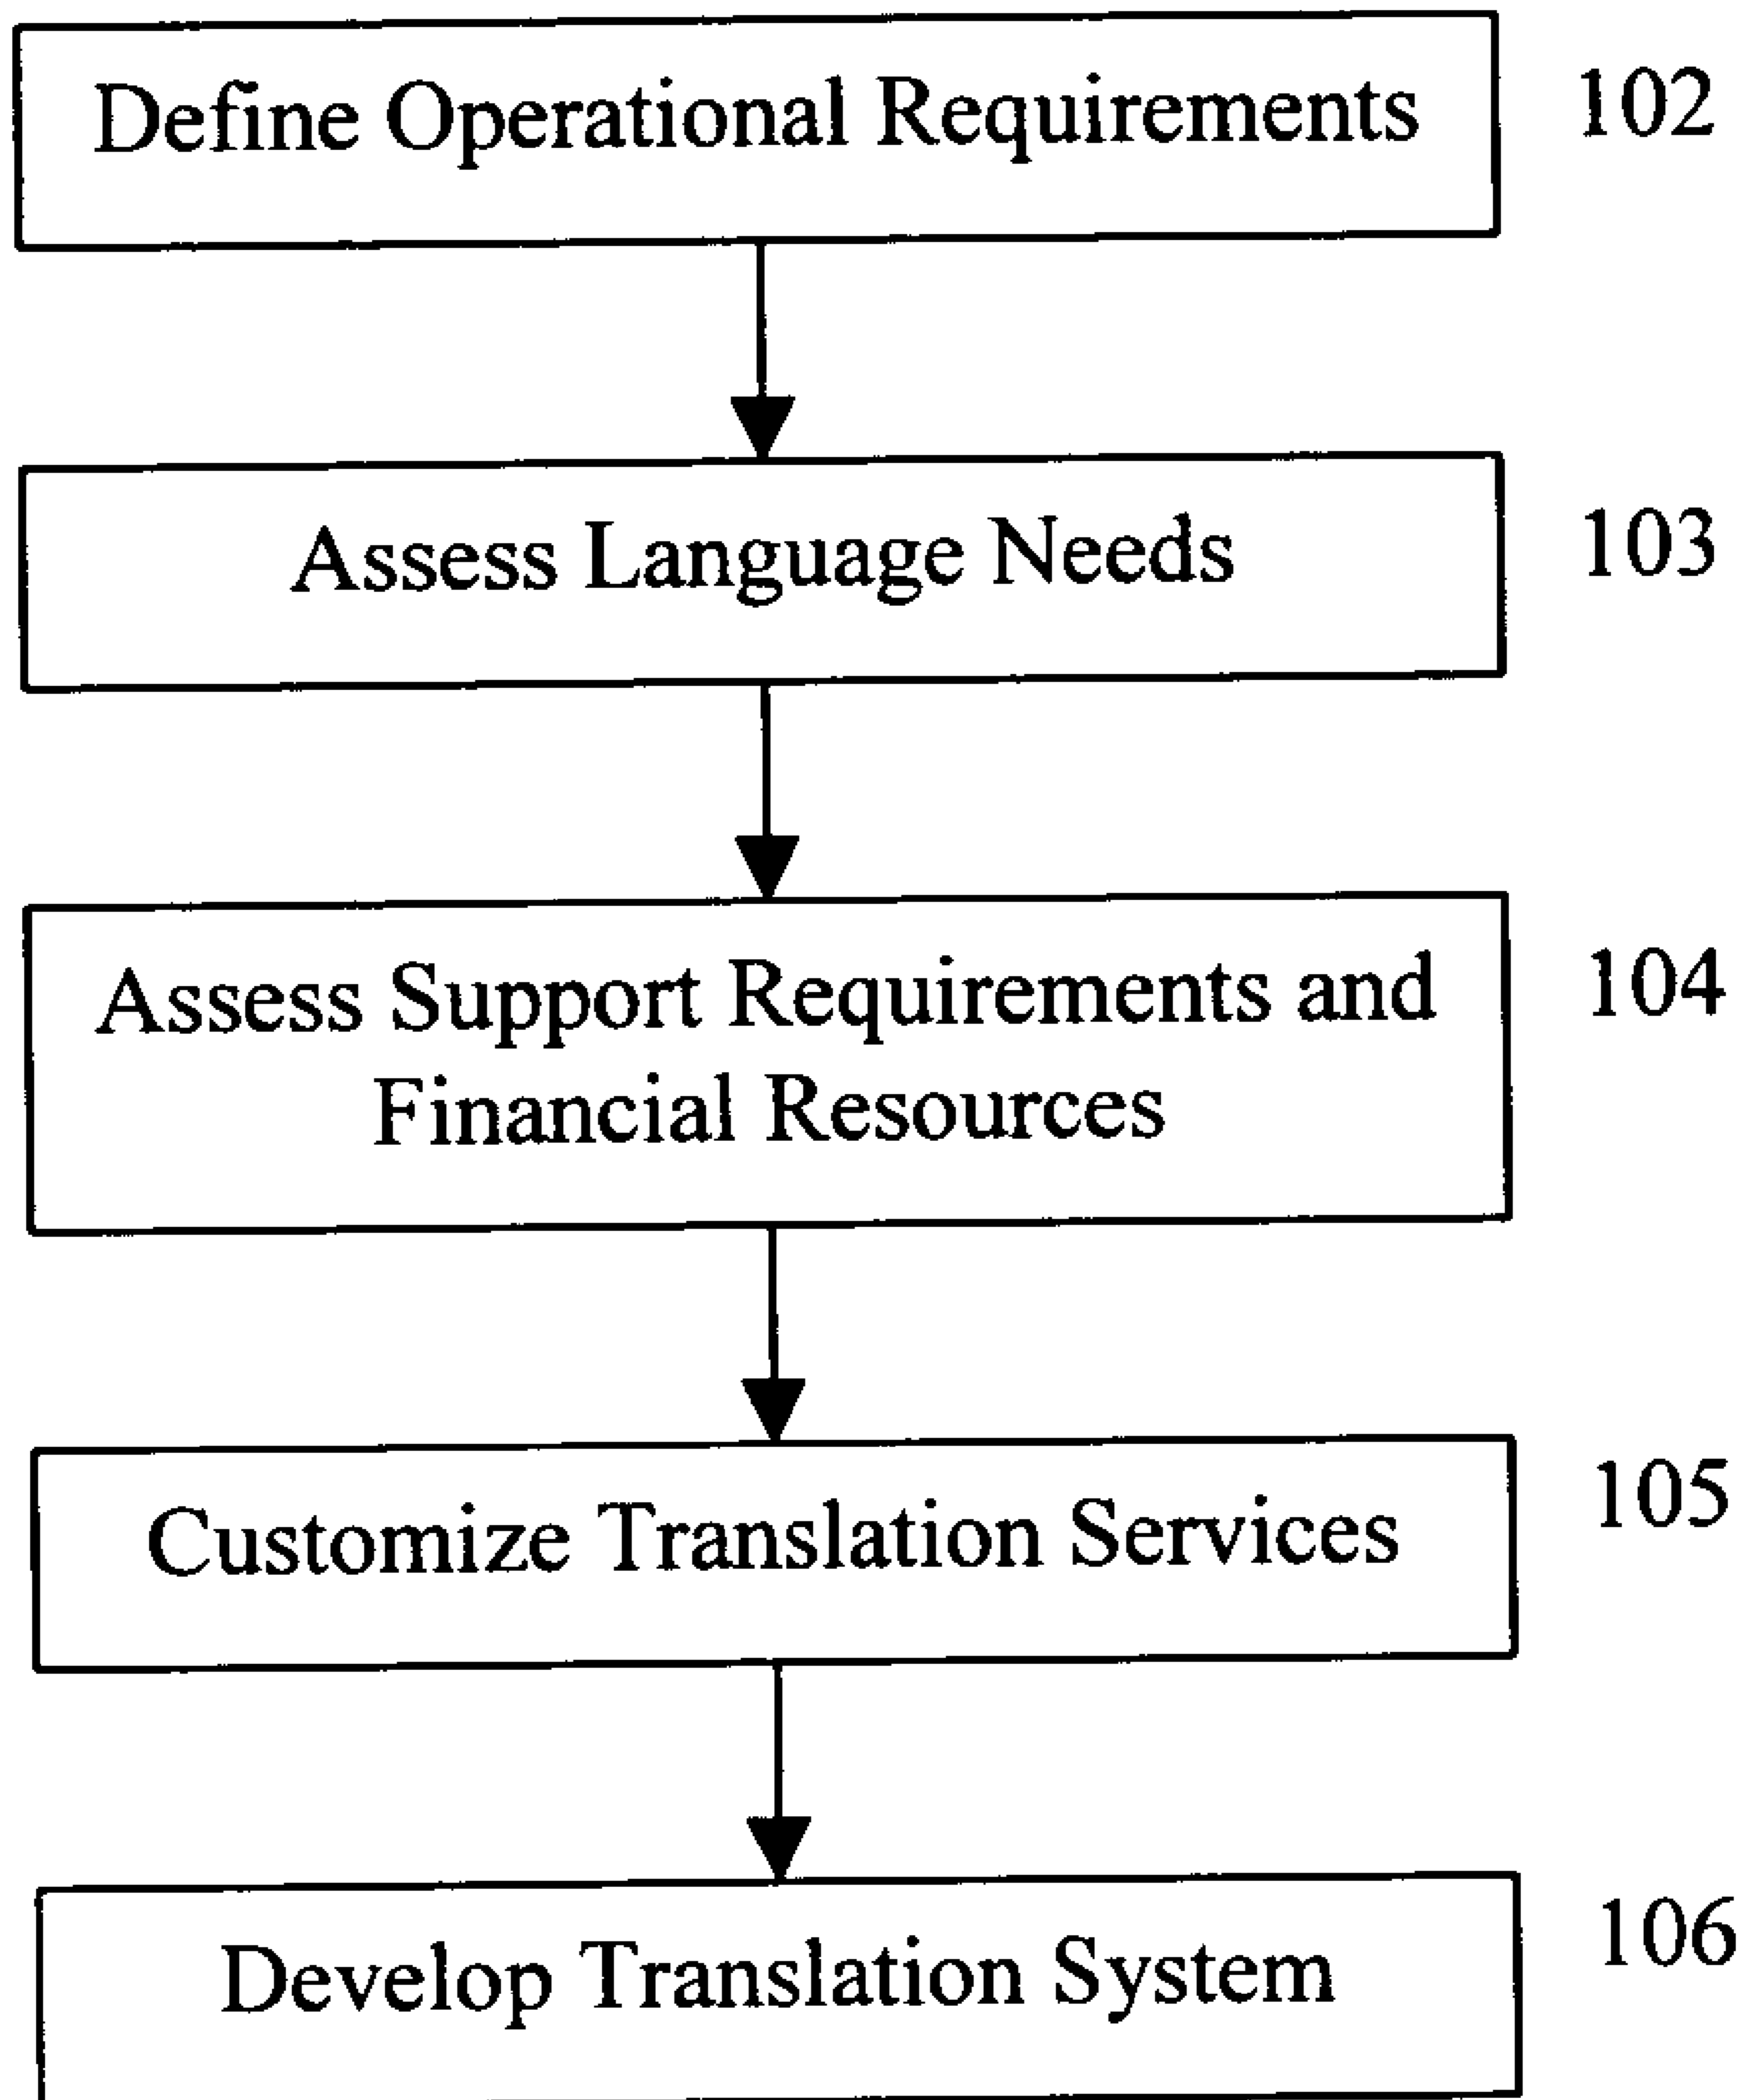 Define Operational Requirements 102
Assess Language Needs 103
Assess Support Requirements and 104
Financial Resources
Customize Translation Services 105
Develop Translation System 106